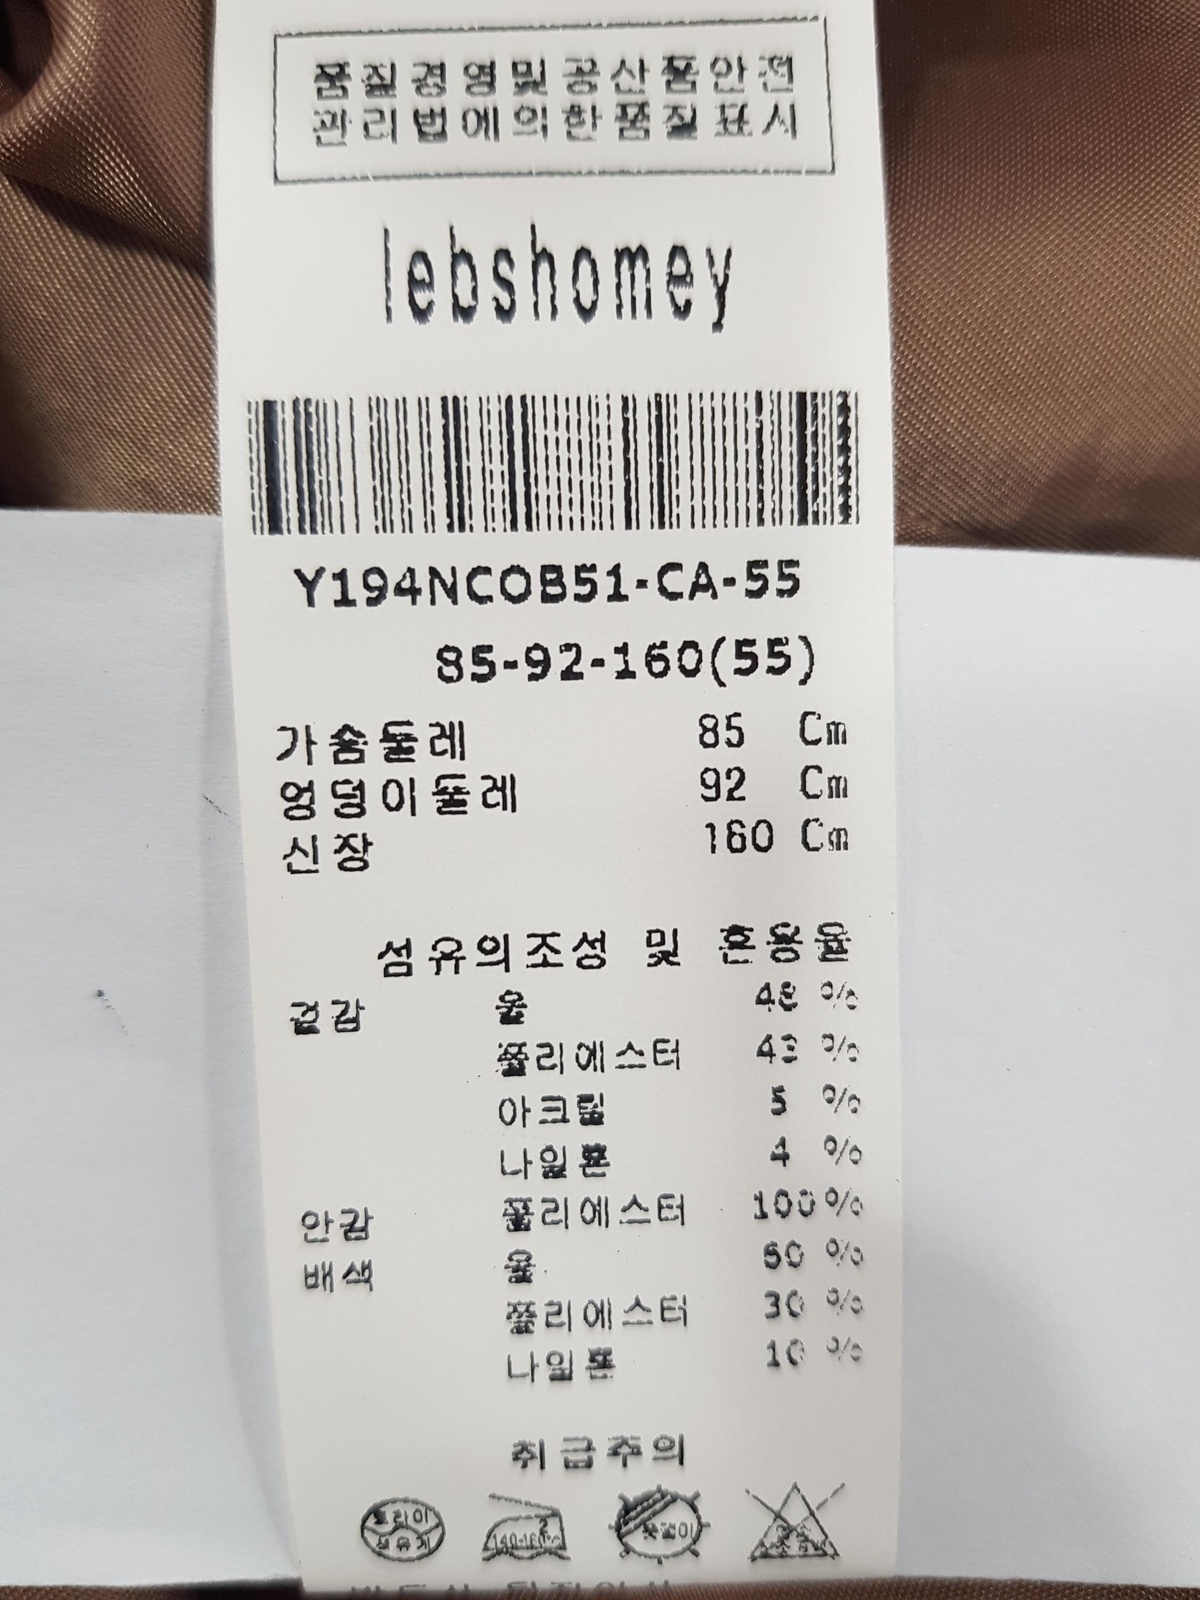 품질경영및공산품안전
관리법에의한품질표시
lebshomey
Y194NCOB51-CA-55
85-92-160(55)
가슴둘레 85 Cm
엉덩이둘레 92 Cm
신장 160 Cm
섬유의조성 및 혼용율
겉감 울 48 %
폴리에스터 43 %
아크릴 5 %
나일론 4 %
안감 폴리에스터 100%
배색 울 60 %
폴리에스터 30 %
나일론 10 %
취급주의
드라이
석유계
옷걸이